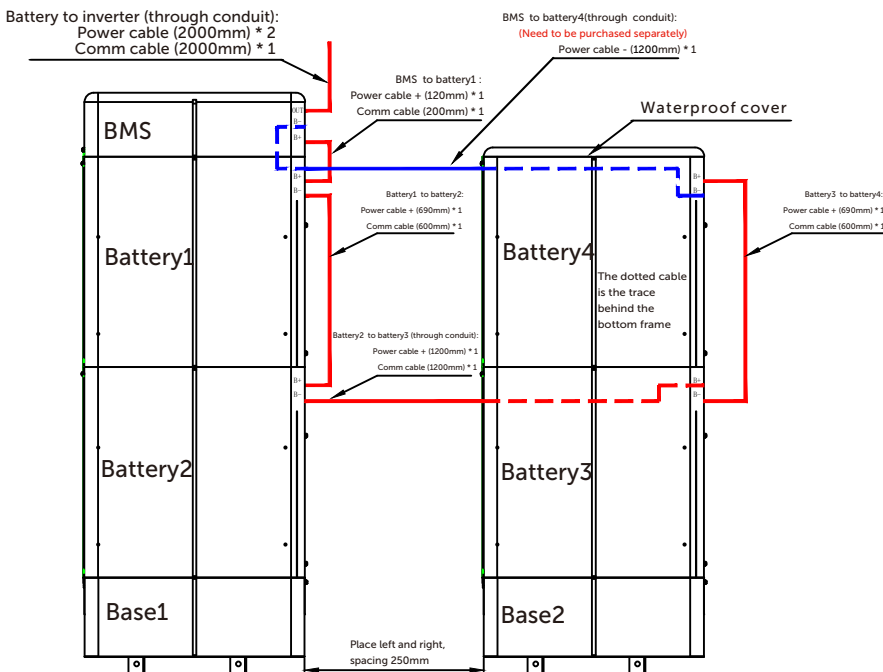 Battery to inverter (through conduit):
Power cable (2000mm) * 2
Comm cable (2000mm) * 1
BMS to battery4(through conduit):
(Need to be purchased separately)
Power cable - (1200mm) * 1
BMS to battery1 :
Power cable + (120mm) * 1
Comm cable (200mm) * 1
Waterproof cover
OUT
B-
B+
BMS
B+
B-
B+
B-
Battery1 to battery2:
Power cable + (690mm) * 1
Comm cable (600mm) * 1
Battery3 to battery4:
Power cable + (690mm) * 1
Comm cable (600mm) * 1
Battery1
Battery4
The dotted cable
is the trace
behind the
bottom frame
Battery2 to battery3 (through conduit):
Power cable + (1200mm) * 1
Comm cable (1200mm) * 1
B+
B-
B+
B-
Battery2
Battery3
Base1
Base2
Place left and right,
spacing 250mm